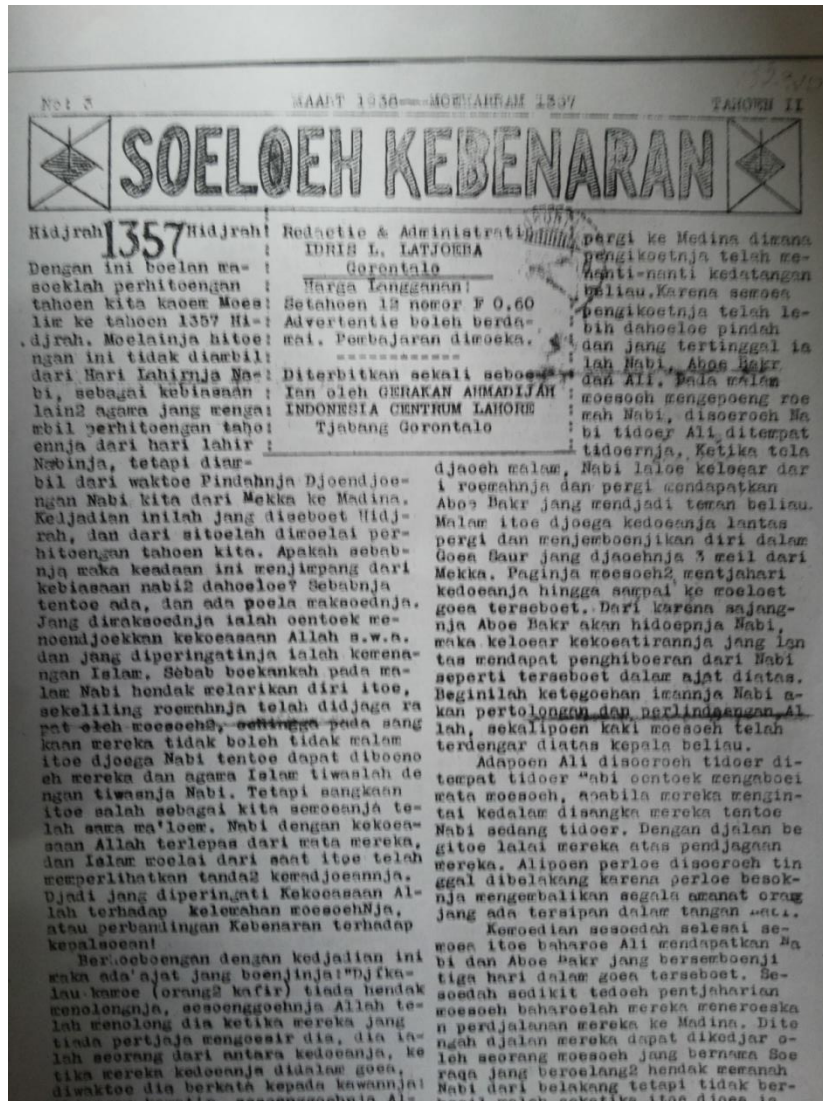 No: 3 MAART 1938---MOEHARRAM 1357 TAHOEN II
SOELOEH KEBENARAN
Hidjrah 1357 Hidjrah
Dengan ini boelan ma-
soeklah perhitoengan
tahoen kita kaoem Moes
lim ke tahoen 1357 Hi-
djrah. Moelainja hitoe
ngan ini tidak diambil
dari Hari Lahirnja Na-
bi, sebagai kebiasaan
lain2 agama jang menga
mbil perhitoengan taho
ennja dari hari lahir
Nabinja, tetapi diam-
bil dari waktoe Pindahnja Djoendjoe-
ngan Nabi kita dari Mekka ke Madina.
Kedjadian inilah jang diseboet Hidj-
rah, dan dari sitoelah dimoelai per-
hitoengan tahoen kita. Apakah sebab-
nja maka keadaan ini menjimpang dari
kebiasaan nabi2 dahoeloe? Sebabnja
tentoe ada, dan ada poela maksoednja.
Jang dimaksoednja ialah oentoek me-
noendjoekkan kekoeasaan Allah s.w.a.
dan jang diperingatinja ialah kemena-
ngan Islam. Sebab boekankah pada ma-
lam Nabi hendak melarikan diri itoe,
sekeliling roemahnja telah didjaga ra
pat oleh moesoeh2, sehingga pada sang
kaan mereka tidak boleh tidak malam
itoe djoega Nabi tentoe dapat diboeno
eh mereka dan agama Islam tiwaslah de
ngan tiwasnja Nabi. Tetapi sangkaan
itoe salah sebagai kita semoeanja te-
lah sama ma'loem. Nabi dengan kekoea-
saan Allah terlepas dari mata mereka,
dan Islam moelai dari saat itoe telah
memperlihatkan tanda2 kemadjoeannja.
Djadi jang diperingati Kekoeasaan Al-
lah terhadap kelemahan moesoehNja,
atau perbandingan Kebenaran terhadap
kepalsoean!
Berhoeboengan dengan kedjadian ini
maka ada'ajat jang boenjinja:"Djika-
lau kamoe (orang2 kafir) tiada hendak
menolongnja, sesoenggoehnja Allah te-
lah menolong dia ketika mereka jang
tiada pertjaja mengoesir dia, dia ia-
lah seorang dari antara kedoeanja, ke
tika mereka kedoeanja didalam goea,
diwaktoe dia berkata kepada kawannja:
Redactie & Administratie
IDRIS L. LATJOEBA
Gorontalo
Harga Langganan:
Setahoen 12 nomor F 0.60
Advertentie boleh berda-
mai. Pembajaran dimoeka.
Diterbitkan sekali seboe
lan oleh GERAKAN AHMADIJAH
INDONESIA CENTRUM LAHORE
Tjabang Gorontalo
pergi ke Medina dimana
pengikoetnja telah me-
nanti-nanti kedatangan
beliau.Karena semoea
pengikoetnja telah le-
bih dahoeloe pindah
dan jang tertinggal ia
lah Nabi, Aboe Bakr
dan Ali. Pada malam
moesoeh mengepoeng roe
mah Nabi, disoeroeh Na
bi tidoer Ali ditempat
tidoernja. Ketika tela
djaoeh malam, Nabi laloe keloear dar
i roemahnja dan pergi mendapatkan
Aboe Bakr jang mendjadi teman beliau.
Malam itoe djoega kedoeanja lantas
pergi dan menjemboenjikan diri dalam
Goea Saur jang djaoehnja 3 meil dari
Mekka. Paginja moesoeh2 mentjahari
kedoeanja hingga sampai ke moeloet
goea terseboet. Dari karena sajang-
nja Aboe Bakr akan hidoepnja Nabi,
maka keloear kekoeatirannja jang lan
tas mendapat penghiboeran dari Nabi
seperti terseboet dalam ajat diatas.
Beginilah ketegoehan imannja Nabi a-
kan pertolongan dan perlindoengan Al
lah, sekalipoen kaki moesoeh telah
terdengar diatas kepala beliau.
Adapoen Ali disoeroeh tidoer di-
tempat tidoer Nabi oentoek mengaboei
mata moesoeh, apabila mereka mengin-
tai kedalam disangka mereka tentoe
Nabi sedang tidoer. Dengan djalan be
gitoe lalai mereka atas pendjagaan
mereka. Alipoen perloe disoeroeh tin
ggal dibelakang karena perloe besok-
nja mengembalikan segala amanat orang
jang ada tersipan dalam tangan Nabi.
Kemoedian sesoedah selesai se-
moea itoe baharoe Ali mendapatkan Na
bi dan Aboe Bakr jang bersemboenji
tiga hari dalam goea terseboet. Se-
soedah sedikit tedoeh pentjaharian
moesoeh baharoelah mereka meneroeska
n perdjalanan mereka ke Madina. Dite
ngah djalan mereka dapat dikedjar o-
leh seorang moesoeh jang bernama Soe
raqa jang beroelang2 hendak memanah
Nabi dari belakang tetapi tidak ber-